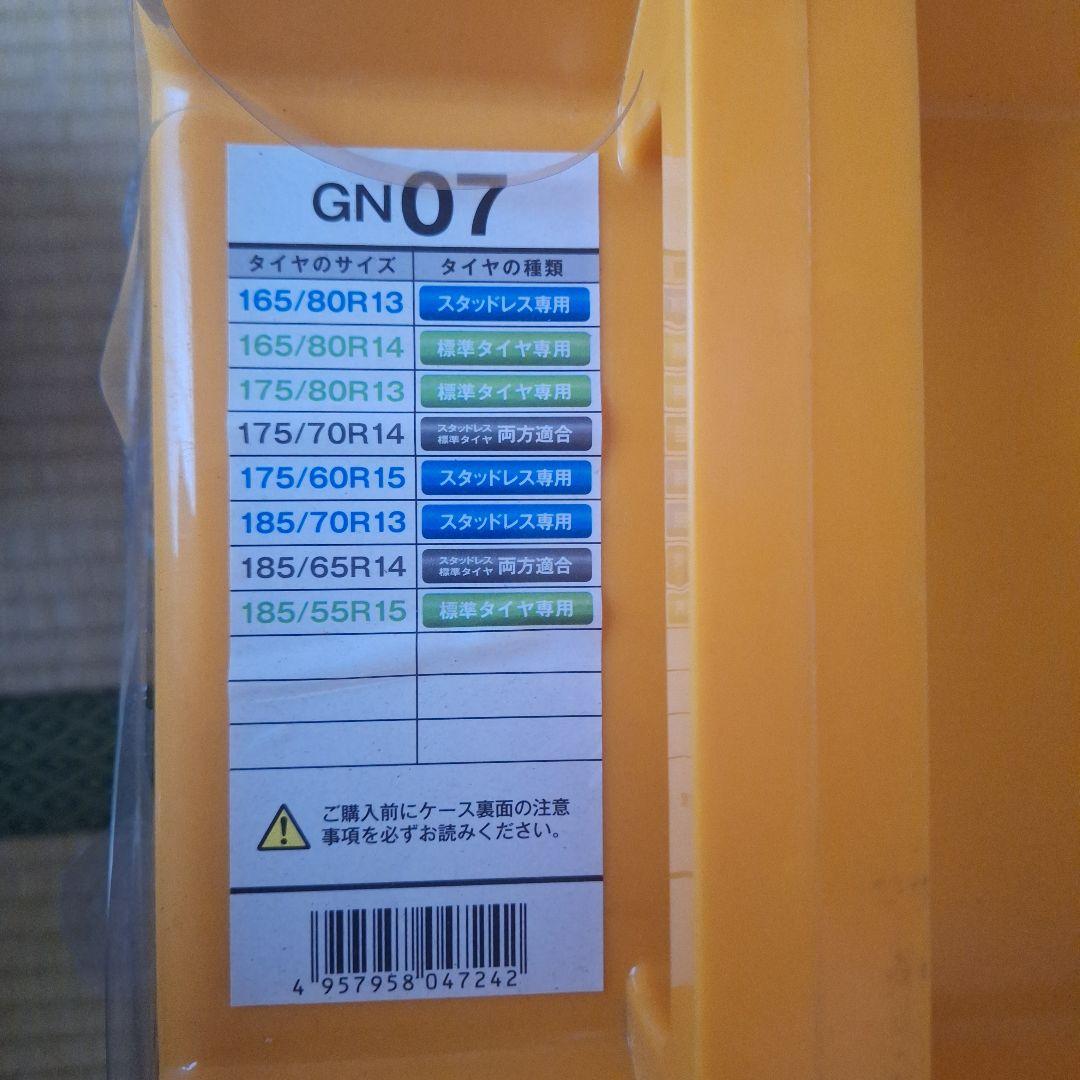 GN07
タイヤのサイズ タイヤの種類
165/80R13 スタッドレス専用
165/80R14 標準タイヤ専用
175/80R13 標準タイヤ専用
175/70R14 スタッドレス 標準タイヤ 両方適合
175/60R15 スタッドレス専用
185/70R13 スタッドレス専用
185/65R14 スタッドレス 標準タイヤ 両方適合
185/55R15 標準タイヤ専用
ご購入前にケース裏面の注意
事項を必ずお読みください。
4 957958 047242